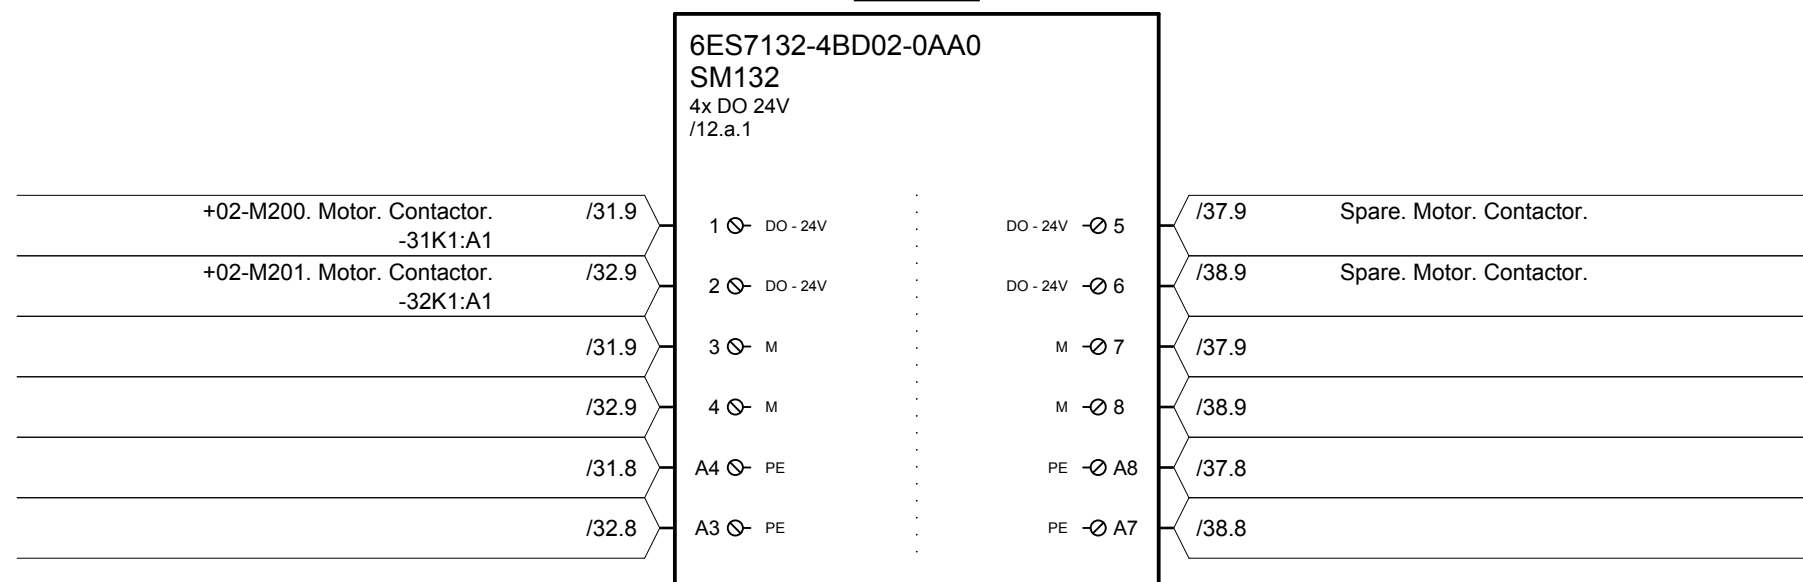 6ES7132-4BD02-0AA0
SM132
4x DO 24V
/12.a.1
+02-M200. Motor. Contactor. /31.9 1 DO - 24V DO - 24V 5 /37.9 Spare. Motor. Contactor.
-31K1:A1
+02-M201. Motor. Contactor. /32.9 2 DO - 24V DO - 24V 6 /38.9 Spare. Motor. Contactor.
-32K1:A1
/31.9 3 M M 7 /37.9
/32.9 4 M M 8 /38.9
/31.8 A4 PE PE A8 /37.8
/32.8 A3 PE PE A7 /38.8